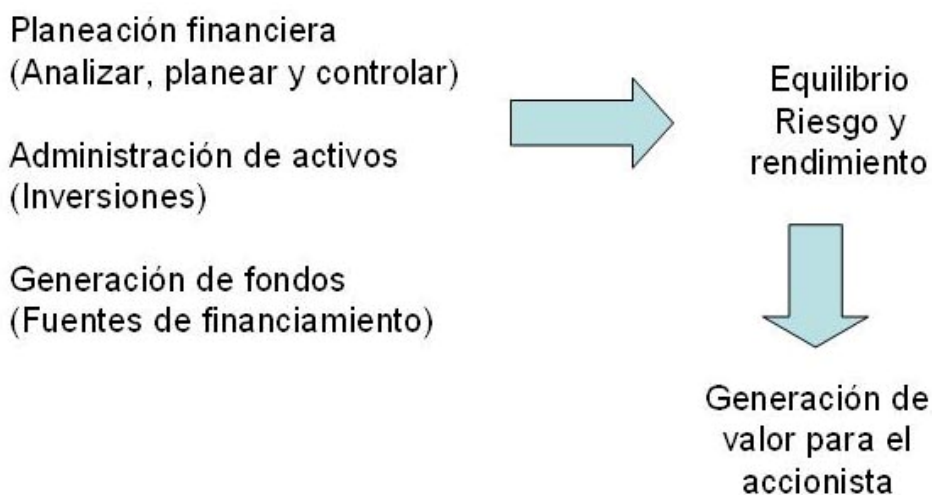 Planeación financiera
(Analizar, planear y controlar)
Administración de activos
(Inversiones)
Generación de fondos
(Fuentes de financiamiento)
Equilibrio
Riesgo y
rendimiento
Generación de
valor para el
accionista